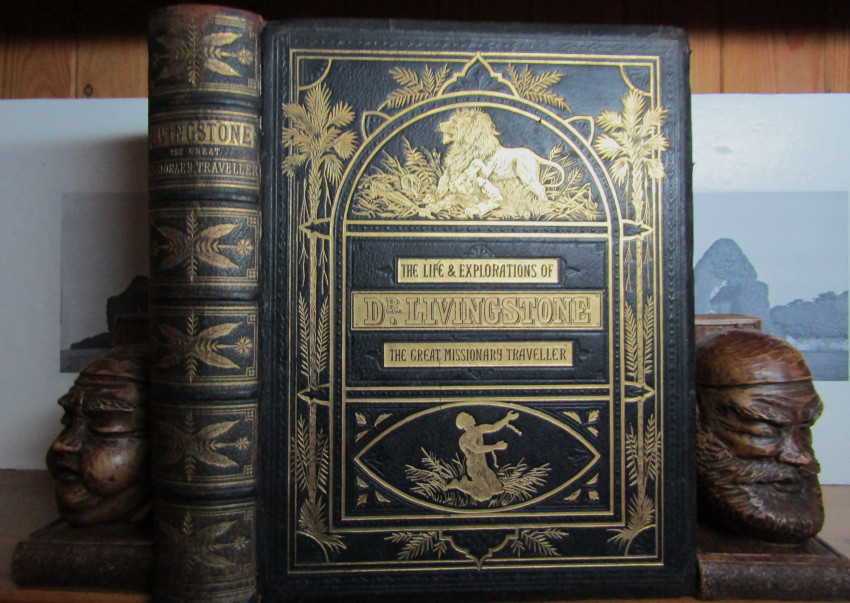 LIVINGSTONE
THE GREAT
MISSIONARY TRAVELLER
THE LIFE & EXPLORATIONS OF
DR. LIVINGSTONE
THE GREAT MISSIONARY TRAVELLER